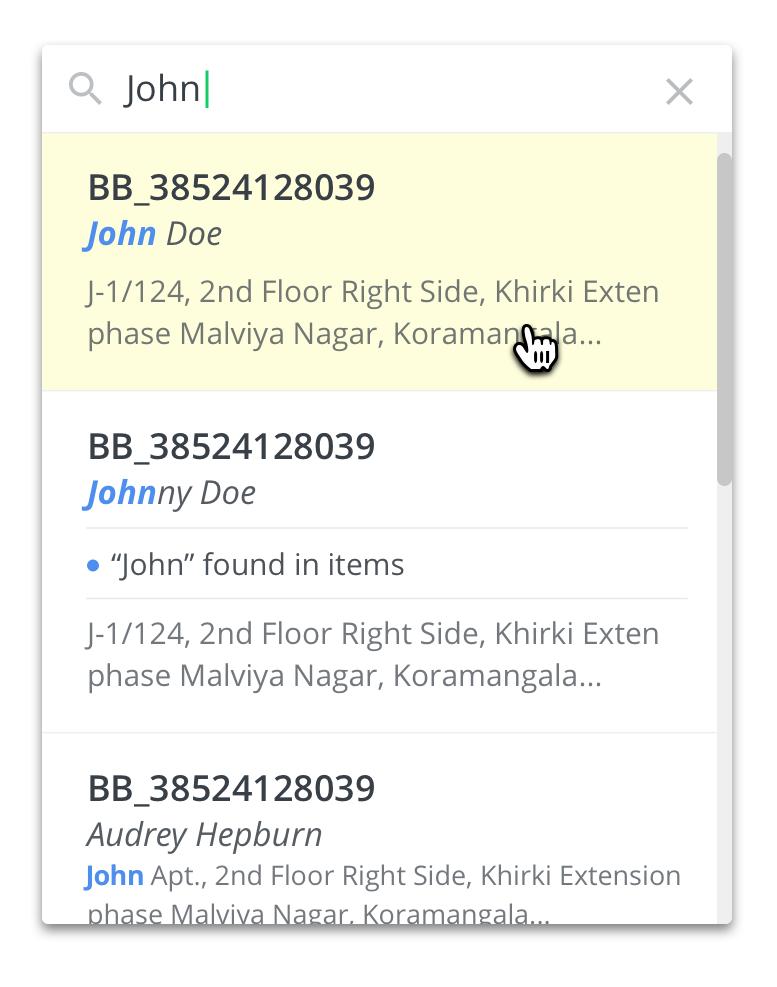 John
BB_38524128039
John Doe
J-1/124, 2nd Floor Right Side, Khirki Exten
phase Malviya Nagar, Koramangala...
BB_38524128039
Johnny Doe
“John” found in items
J-1/124, 2nd Floor Right Side, Khirki Exten
phase Malviya Nagar, Koramangala...
BB_38524128039
Audrey Hepburn
John Apt., 2nd Floor Right Side, Khirki Extension
phase Malviya Nagar, Koramangala...